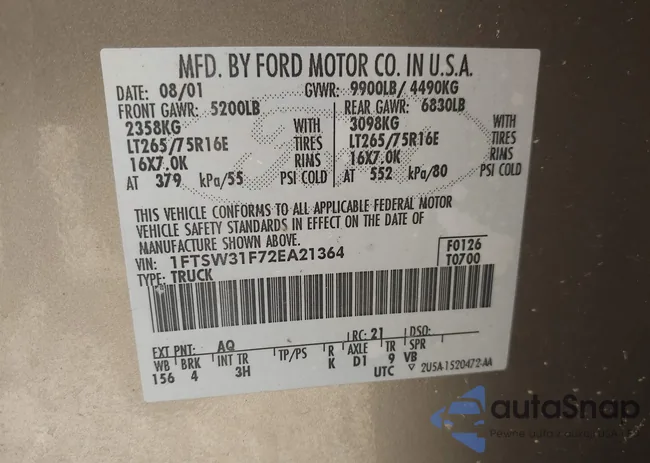 MFD. BY FORD MOTOR CO. IN U.S.A.
DATE: 08/01 GVWR: 9900LB/ 4490KG
FRONT GAWR: 5200LB REAR GAWR: 6830LB
2358KG WITH 3098KG WITH
LT265/75R16E TIRES LT265/75R16E TIRES
16X7.0K RIMS 16X7.0K RIMS
AT 379 kPa/55 PSI COLD AT 552 kPa/80 PSI COLD
THIS VEHICLE CONFORMS TO ALL APPLICABLE FEDERAL MOTOR
VEHICLE SAFETY STANDARDS IN EFFECT ON THE DATE OF
MANUFACTURE SHOWN ABOVE.
VIN: 1FTSW31F72EA21364 F0126
TYPE: TRUCK T0700
EXT PNT: AQ RC: 21 DSO:
WB BRK INT TR TP/PS R AXLE TR SPR
156 4 3H K D1 9 VB
UTC 2U5A-1520472-AA
autaSnap